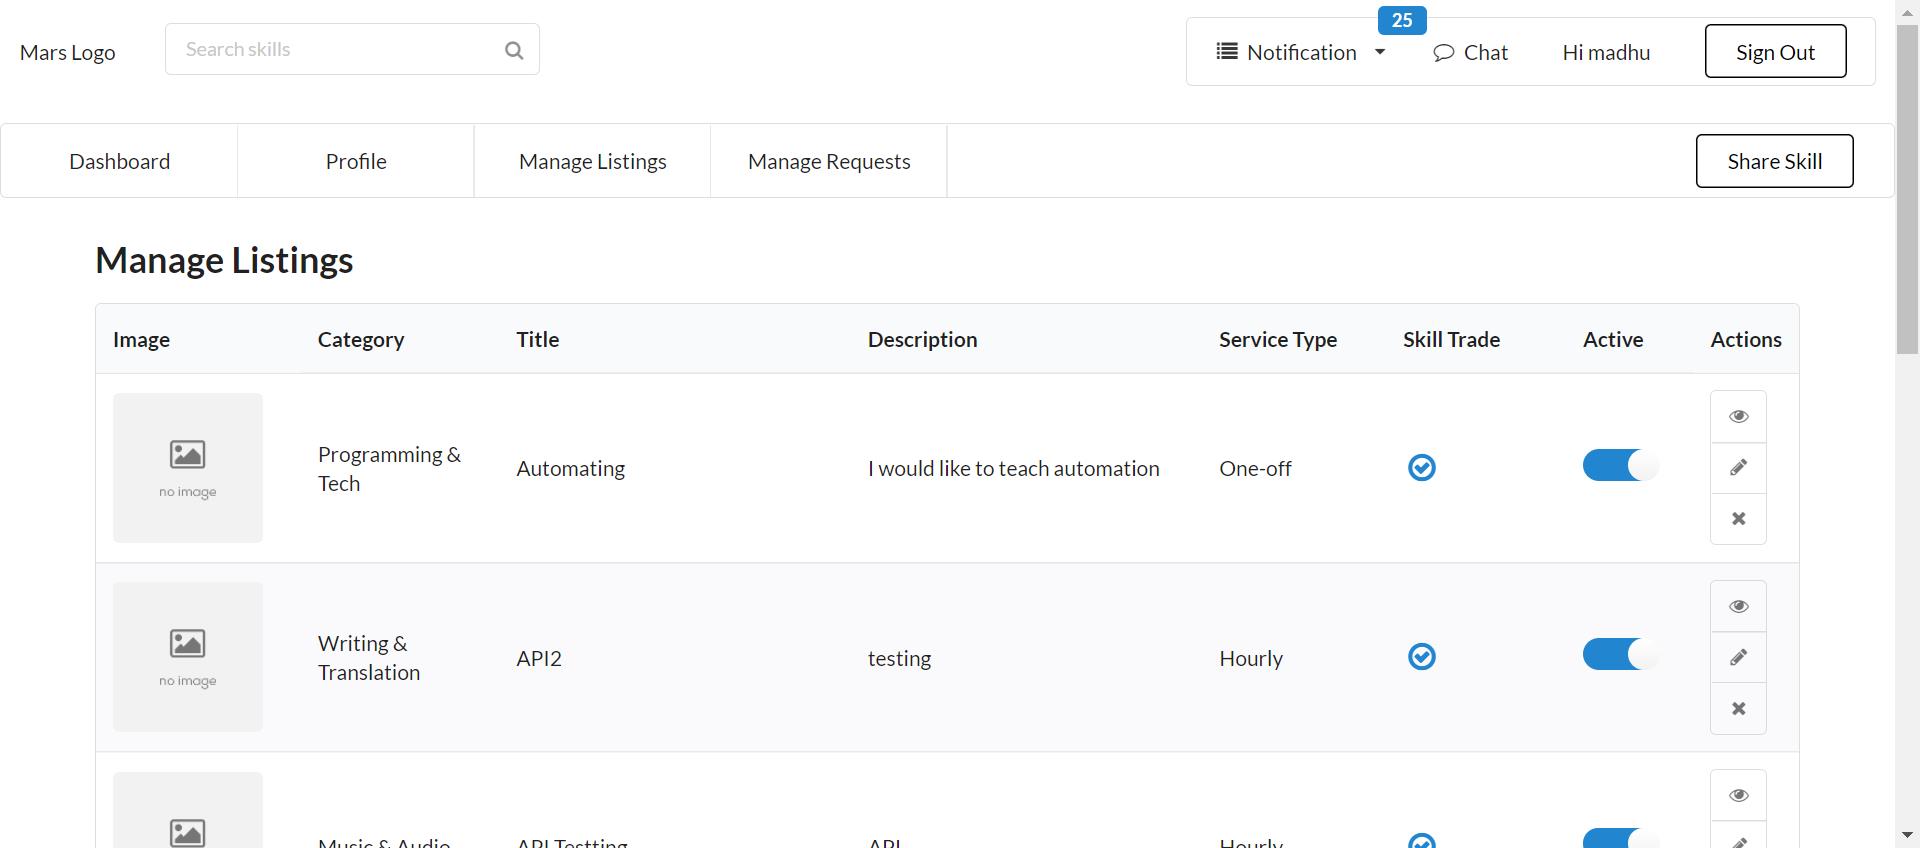 25
Mars Logo
Search skills
Notification
Chat
Hi madhu
Sign Out
Dashboard
Profile
Manage Listings
Manage Requests
Share Skill
Manage Listings
Image Category Title Description Service Type Skill Trade Active Actions
no image
Programming &
Tech
Automating
I would like to teach automation
One-off
no image
Writing &
Translation
API2
testing
Hourly
Music & Audio
API Testting
API
Hourly